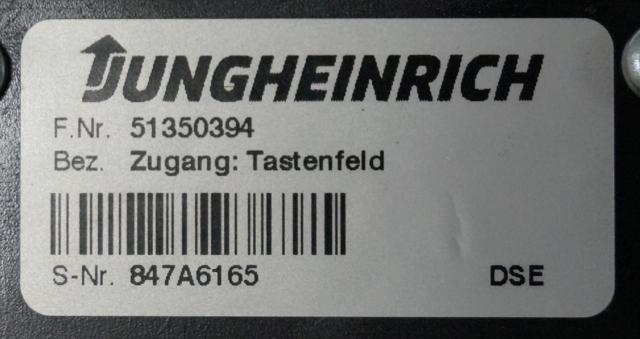 JUNGHEINRICH
F.Nr. 51350394
Bez. Zugang: Tastenfeld
S-Nr. 847A6165 DSE